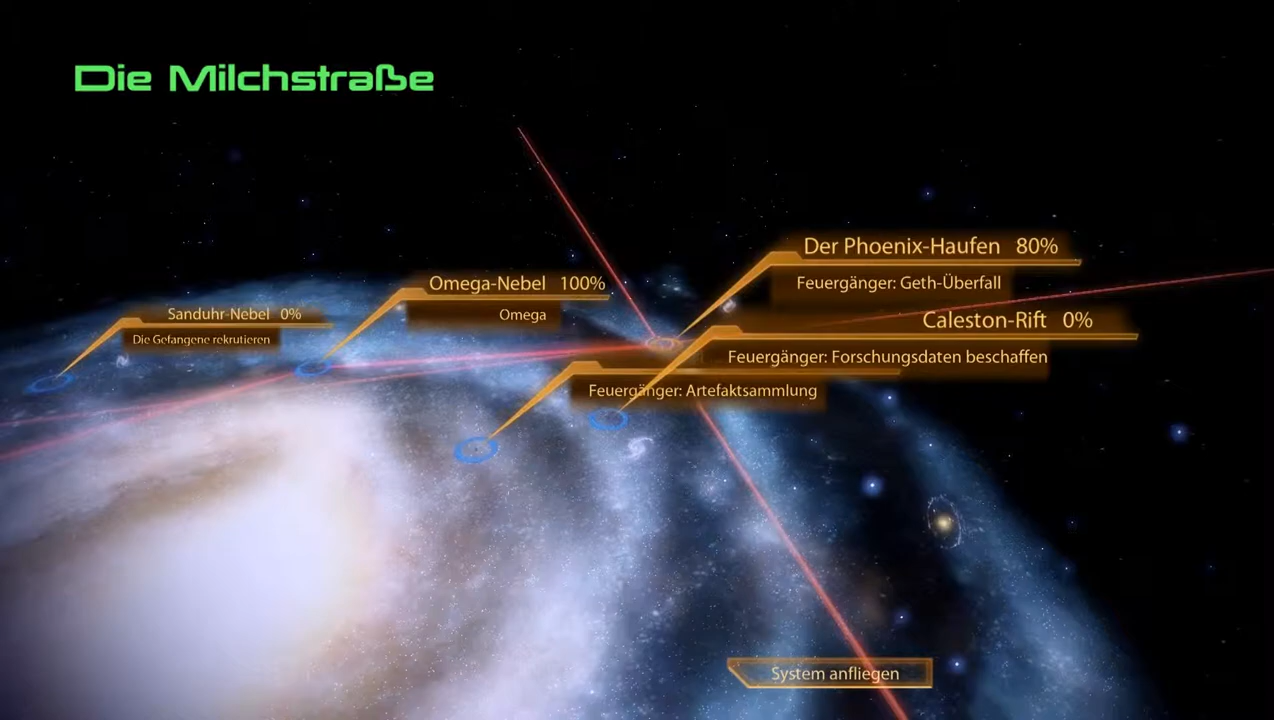 Die Milchstraße
Der Phoenix-Haufen 80%
Feuergänger: Geth-Überfall
Omega-Nebel 100%
Omega
Sanduhr-Nebel 0%
Die Gefangene rekrutieren
Caleston-Rift 0%
Feuergänger: Forschungsdaten beschaffen
Feuergänger: Artefaktsammlung
System anfliegen